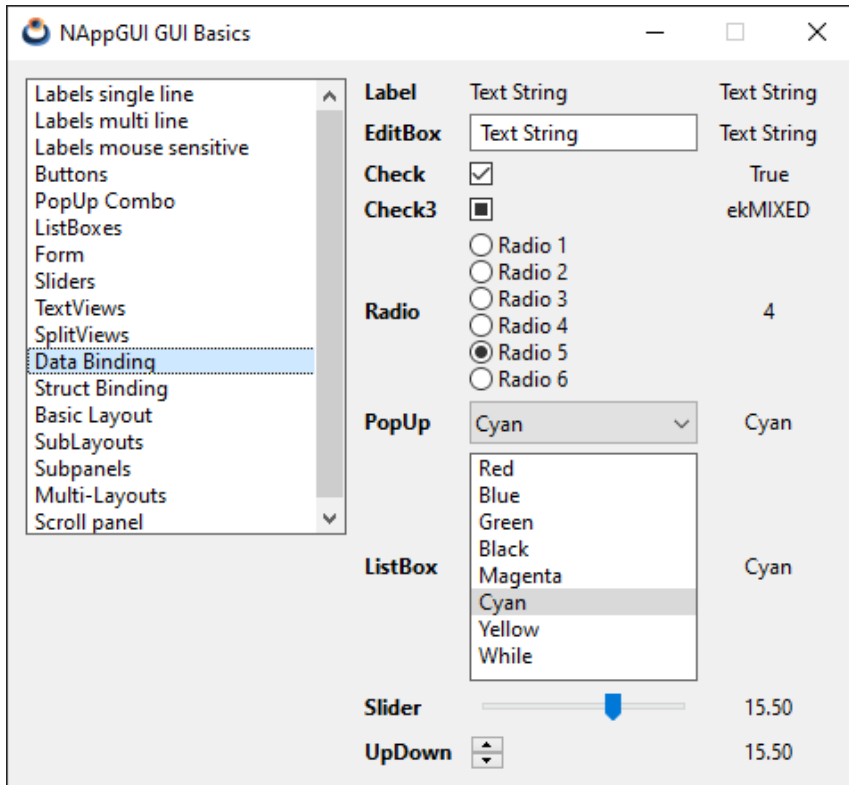 NAppGUI GUI Basics
Labels single line
Labels multi line
Labels mouse sensitive
Buttons
PopUp Combo
ListBoxes
Form
Sliders
TextViews
SplitViews
Data Binding
Struct Binding
Basic Layout
SubLayouts
Subpanels
Multi-Layouts
Scroll panel
Label Text String Text String
EditBox Text String Text String
Check True
Check3 ekMIXED
Radio 1
Radio 2
Radio 3
Radio 4
Radio 5
Radio 6
Radio 4
PopUp Cyan Cyan
Red
Blue
Green
Black
Magenta
Cyan
Yellow
While
ListBox Cyan
Slider 15.50
UpDown 15.50